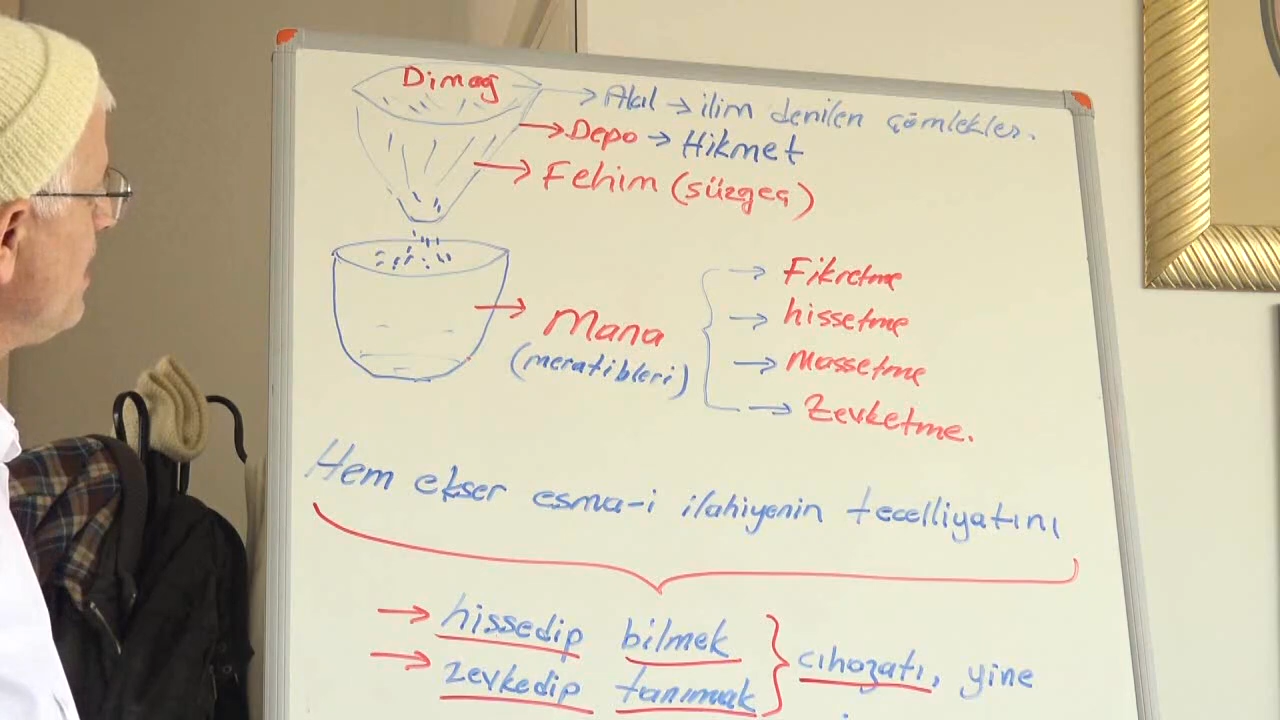 Dimağ → Akıl → ilim denilen çömlekler.
→ Depo → Hikmet
→ Fehim (süzgeç)
→ Fikretme
→ hissetme
→ Mana
(meratibleri)
→ Massetme
→ Zevketme.
Hem ekser esma-i ilahiyenin tecelliyatını
→ hissedip bilmek
→ zevkedip tanımak
cihazatı, yine